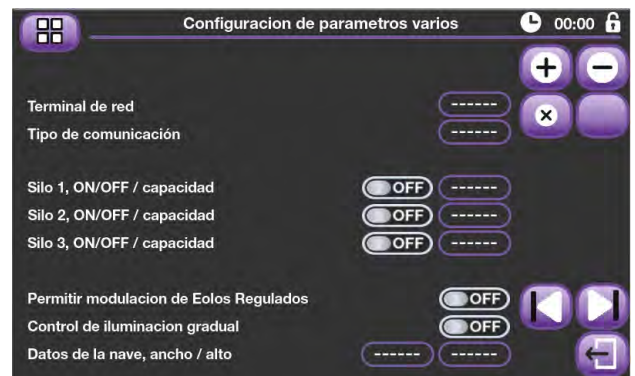 Configuracion de parametros varios 00:00
Terminal de red ------
Tipo de comunicación ------
Silo 1, ON/OFF / capacidad OFF ------
Silo 2, ON/OFF / capacidad OFF ------
Silo 3, ON/OFF / capacidad OFF ------
Permitir modulacion de Eolos Regulados OFF
Control de iluminacion gradual OFF
Datos de la nave, ancho / alto ------ ------